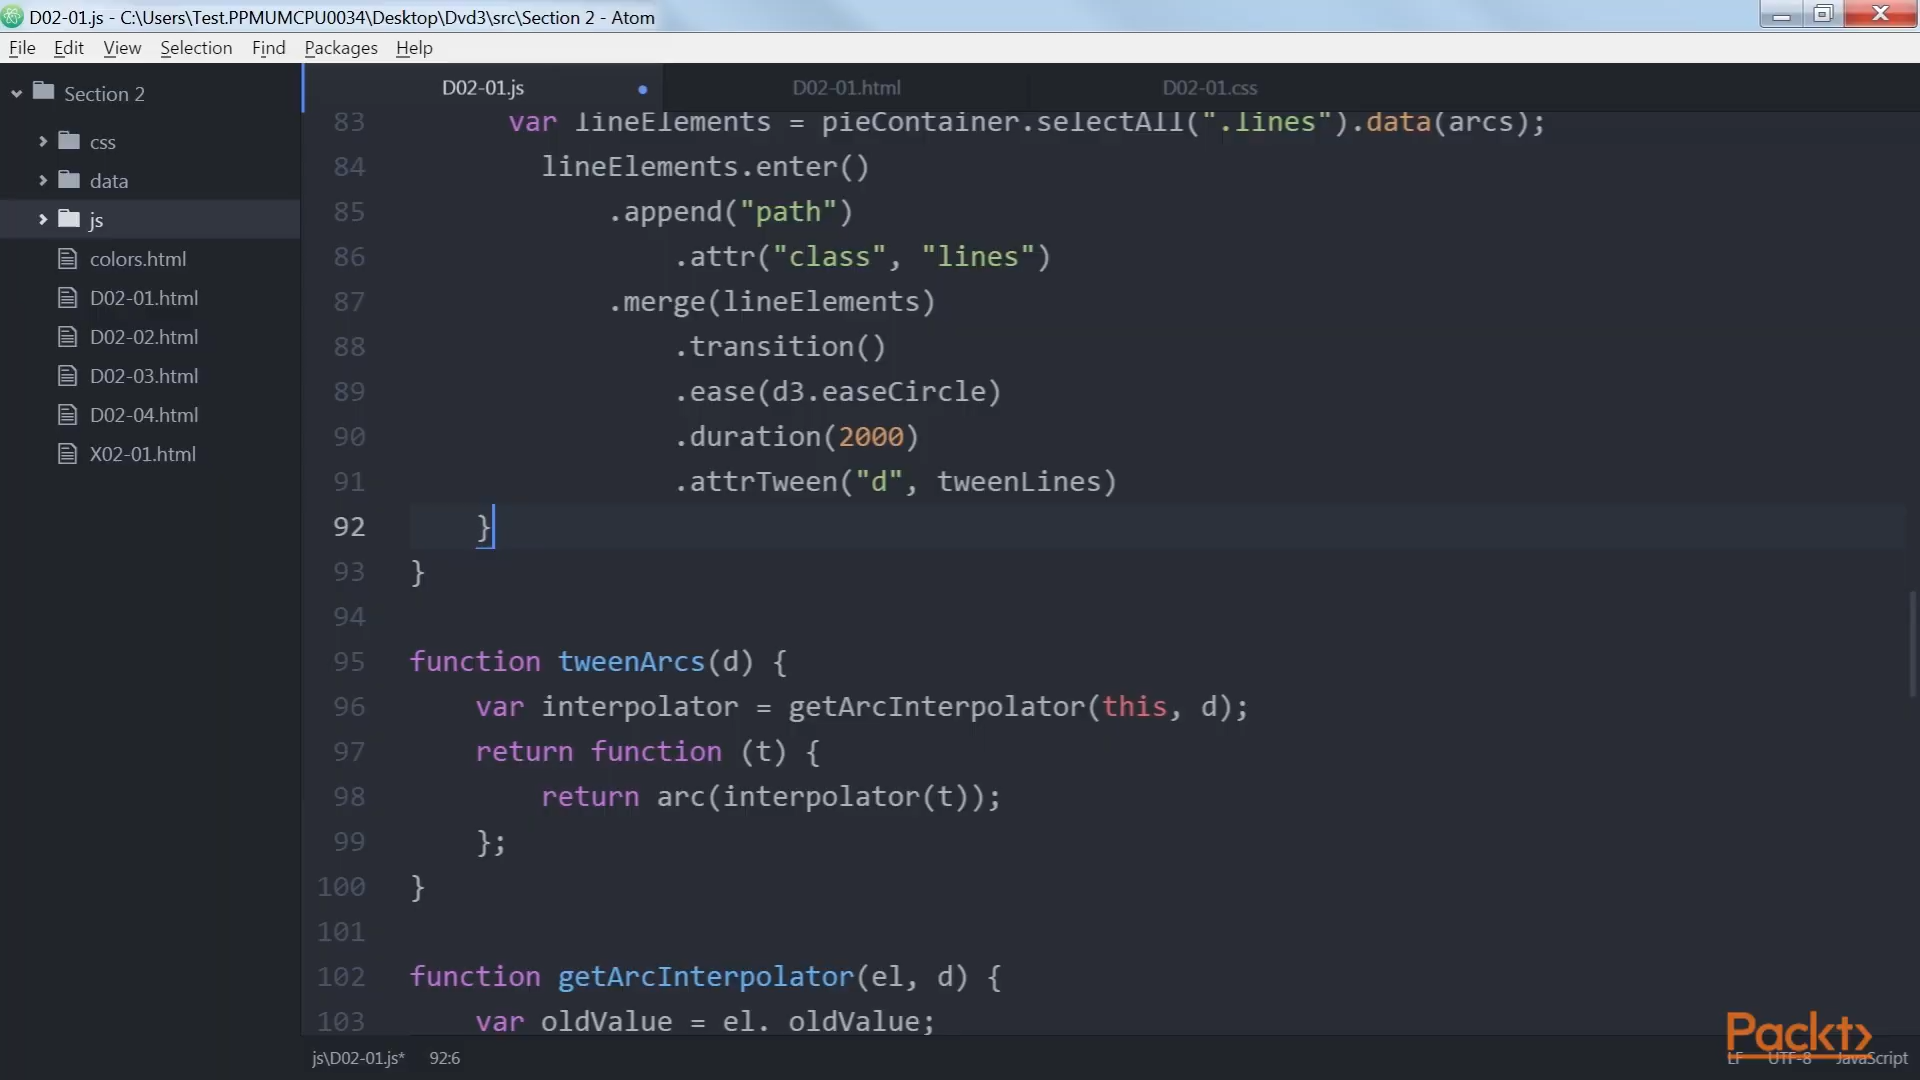 D02-01.js - C:\Users\Test.PPMUMCPU0034\Desktop\Dvd3\src\Section 2 - Atom
File Edit View Selection Find Packages Help
Section 2
css
data
js
colors.html
D02-01.html
D02-02.html
D02-03.html
D02-04.html
X02-01.html
D02-01.js D02-01.html D02-01.css
83 var lineElements = pieContainer.selectAll(".lines").data(arcs);
84 lineElements.enter()
85 .append("path")
86 .attr("class", "lines")
87 .merge(lineElements)
88 .transition()
89 .ease(d3.easeCircle)
90 .duration(2000)
91 .attrTween("d", tweenLines)
92 }
93 }
94
95 function tweenArcs(d) {
96 var interpolator = getArcInterpolator(this, d);
97 return function (t) {
98 return arc(interpolator(t));
99 };
100 }
101
102 function getArcInterpolator(el, d) {
103 var oldValue = el. oldValue;
Packt>
js\D02-01.js* 92:6 LF UTF-8 JavaScript